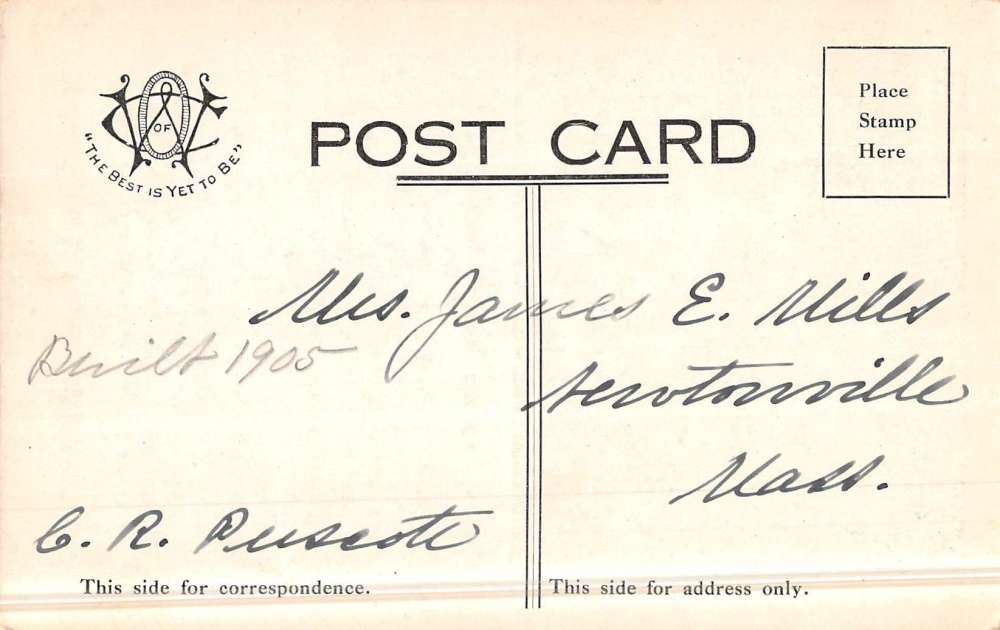 OF
"THE BEST IS YET TO BE"
POST CARD
Place
Stamp
Here
Mrs. James E. Mills
Built 1905
Newtonville
Mass.
C. R. Prescott
This side for correspondence.
This side for address only.